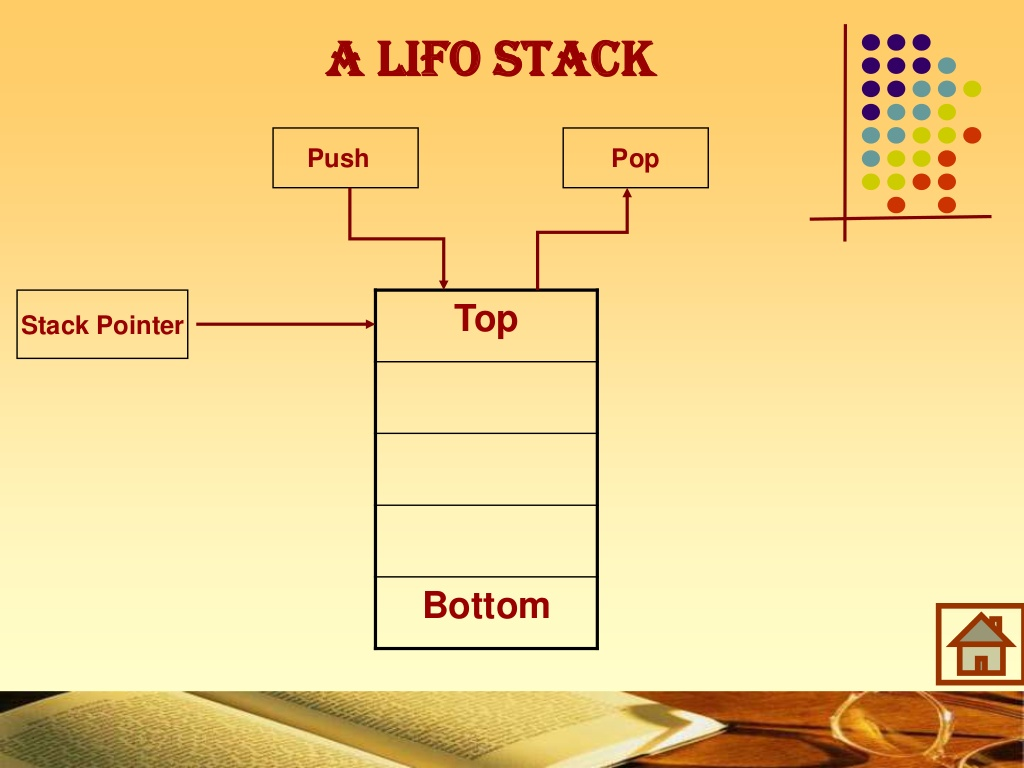 A LIFO STACK
Push
Pop
Stack Pointer
Top
Bottom